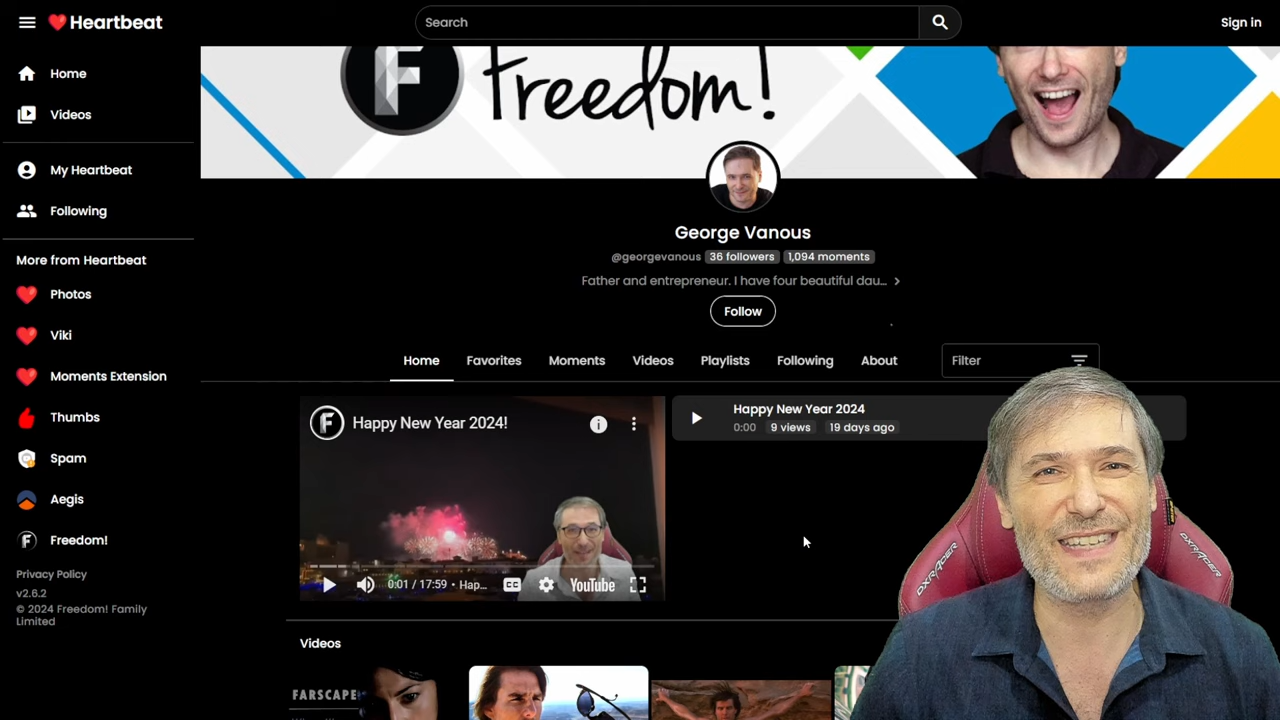 Heartbeat
Search
Sign in
Home
Videos
My Heartbeat
Following
More from Heartbeat
Photos
Viki
Moments Extension
Thumbs
Spam
Aegis
Freedom!
Privacy Policy
v2.6.2
© 2024 Freedom! Family
Limited
F Freedom!
George Vanous
@georgevanous 36 followers 1,094 moments
Father and entrepreneur. I have four beautiful dau...
Follow
Home Favorites Moments Videos Playlists Following About Filter
Happy New Year 2024!
0:01 / 17:59 • Hap... CC YouTube
Happy New Year 2024
0:00 9 views 19 days ago
DXRACER
DXRACER
Videos
FARSCAPE